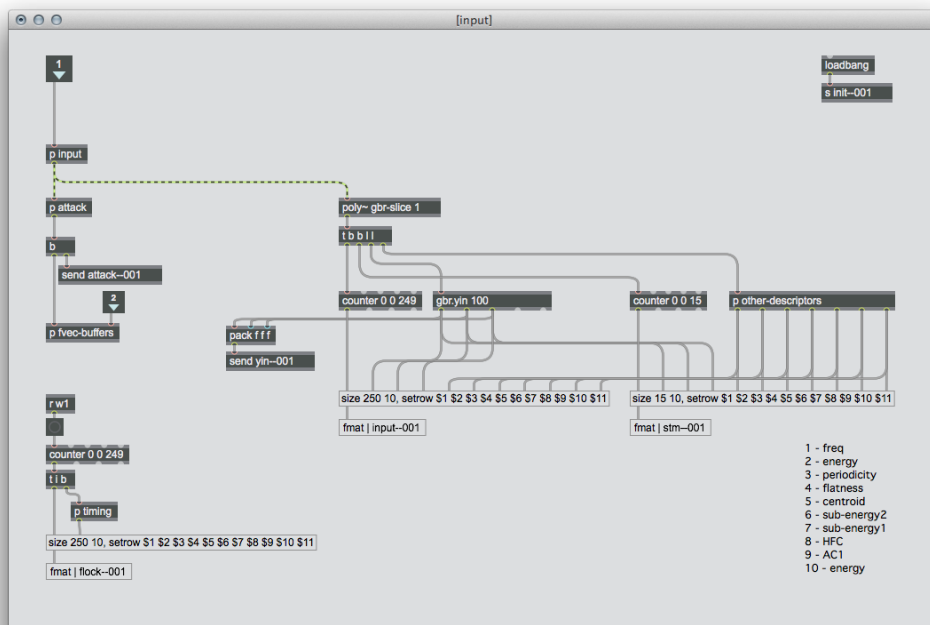 [input]
1
loadbang
s init--001
p input
p attack
poly~ gbr-slice 1
t b b l l
b
send attack--001
2
counter 0 0 249
gbr.yin 100
counter 0 0 15
p other-descriptors
p fvec-buffers
pack f f f
send yin--001
size 250 10, setrow $1 $2 $3 $4 $5 $6 $7 $8 $9 $10 $11
size 15 10, setrow $1 $2 $3 $4 $5 $6 $7 $8 $9 $10 $11
r w1
fmat | input--001
fmat | stm--001
counter 0 0 249
t i b
p timing
size 250 10, setrow $1 $2 $3 $4 $5 $6 $7 $8 $9 $10 $11
fmat | flock--001
1 - freq
2 - energy
3 - periodicity
4 - flatness
5 - centroid
6 - sub-energy2
7 - sub-energy1
8 - HFC
9 - AC1
10 - energy